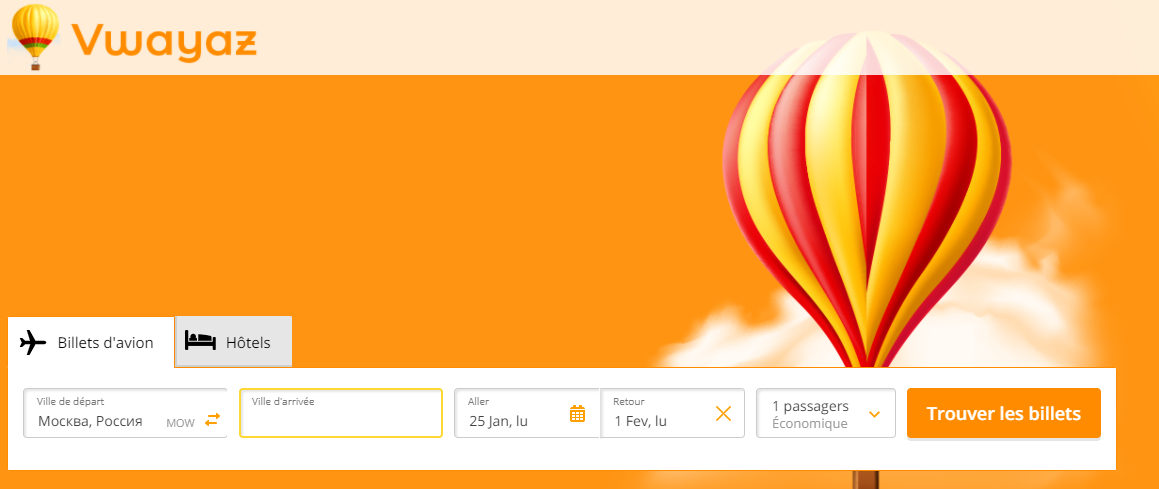 Vwayaz
Billets d'avion
Hôtels
Ville de départ
Москва, Россия
MOW
Ville d'arrivée
Aller
25 Jan, lu
Retour
1 Fev, lu
1 passagers
Économique
Trouver les billets